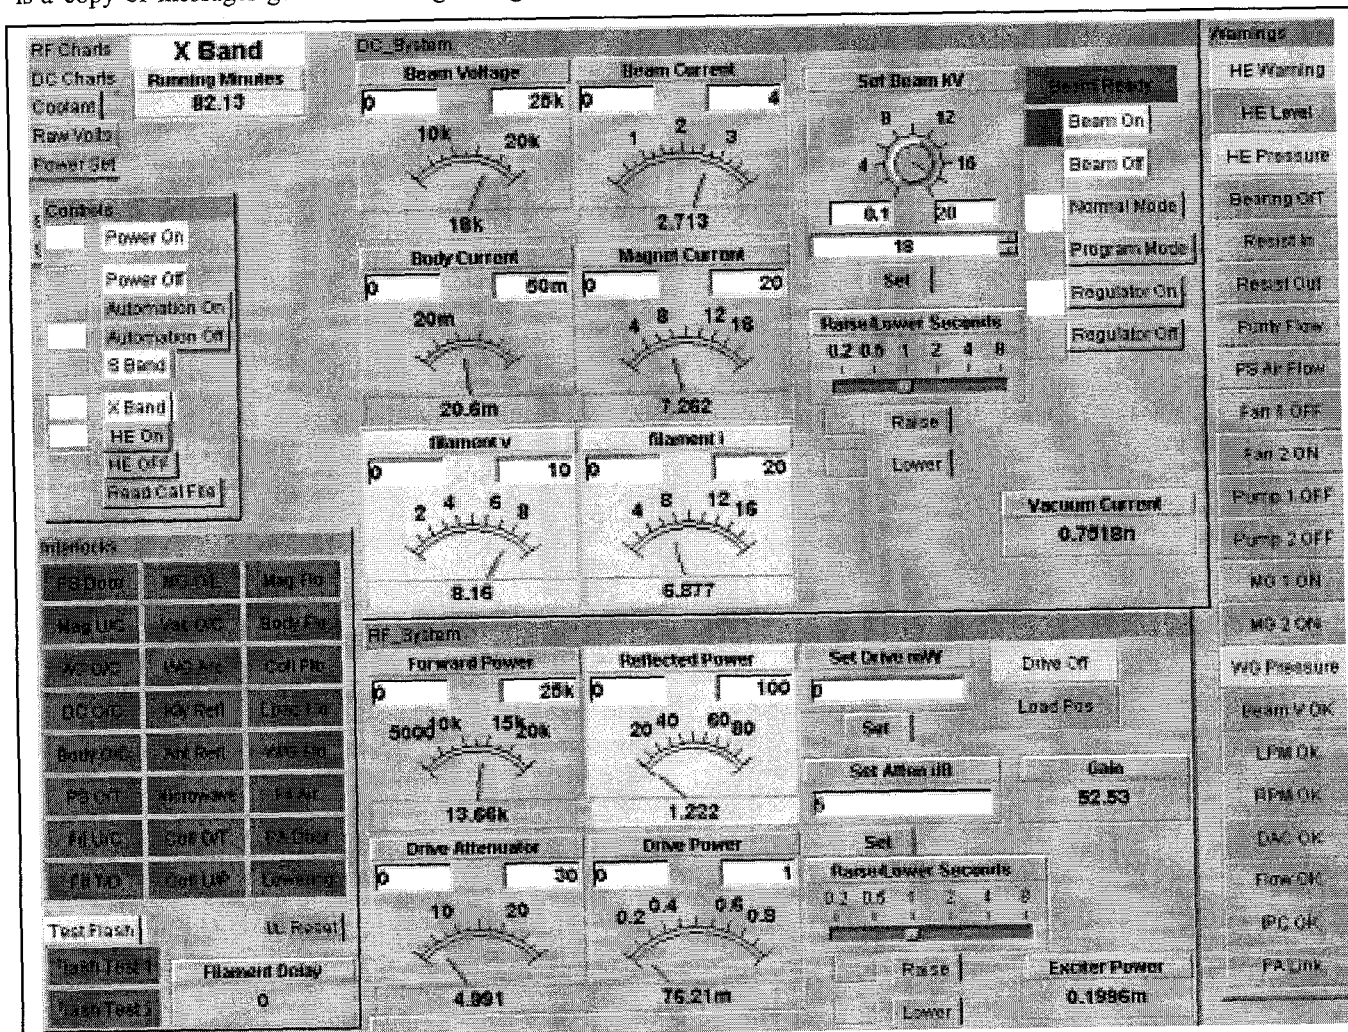 RF Charts
X Band
DC Charts
Running Minutes
Coolant
82.13
Raw Volts
Power Set
Controls
Power On
Power Off
Automation On
Automation Off
S Band
X Band
HE On
HE OFF
Read Cal File
Interlocks
PS Door
Mag Flo
Mag U/C
Vac O/C
Body Flo
DC O/C
Kly Refl
Body O/C
Ant Refl
PS O/T
Microwave
Fil U/C
Coll O/T
PA Door
Fil T/D
Test Flash
Flash Test
Flash Test
Filament Delay
0
DC_System
Beam Voltage
0
25k
10k
20k
18k
Beam Current
0
4
1
2
3
2.713
Body Current
0
50m
20m
20.6m
Magnet Current
0
20
4
8
12
16
7.262
filament v
0
10
2
4
6
8
8.16
filament i
0
20
4
8
12
16
6.877
Set Beam kV
8
12
4
16
0.1
20
18
Set
Raise/Lower Seconds
0.2 0.5 1 2 4 8
Raise
Lower
Beam Ready
Beam On
Beam Off
Normal Mode
Program Mode
Regulator On
Regulator Off
Vacuum Current
0.7518n
RF_System
Forward Power
0
25k
5000
10k
15k
20k
13.66k
Reflected Power
0
100
20
40
60
80
1.222
Drive Attenuator
0
30
10
20
4.991
Drive Power
0
1
0.2
0.4
0.6
0.8
76.21m
Set Drive mW
0
Set
Drive Off
Load Pos
Set Atten dB
5
Set
Gain
52.53
Raise/Lower Seconds
0.2 0.5 1 2 4 8
Raise
Lower
Exciter Power
0.1996m
Warnings
HE Warning
HE Level
HE Pressure
Bearing O/T
Resist In
Resist Out
Purity Flow
PS Air Flow
Fan 1 OFF
Fan 2 ON
Pump 1 OFF
Pump 2 OFF
MG 1 ON
MG 2 ON
WG Pressure
Beam V OK
LPM OK
RPM OK
DAC OK
Flow OK
IPC OK
PA Link